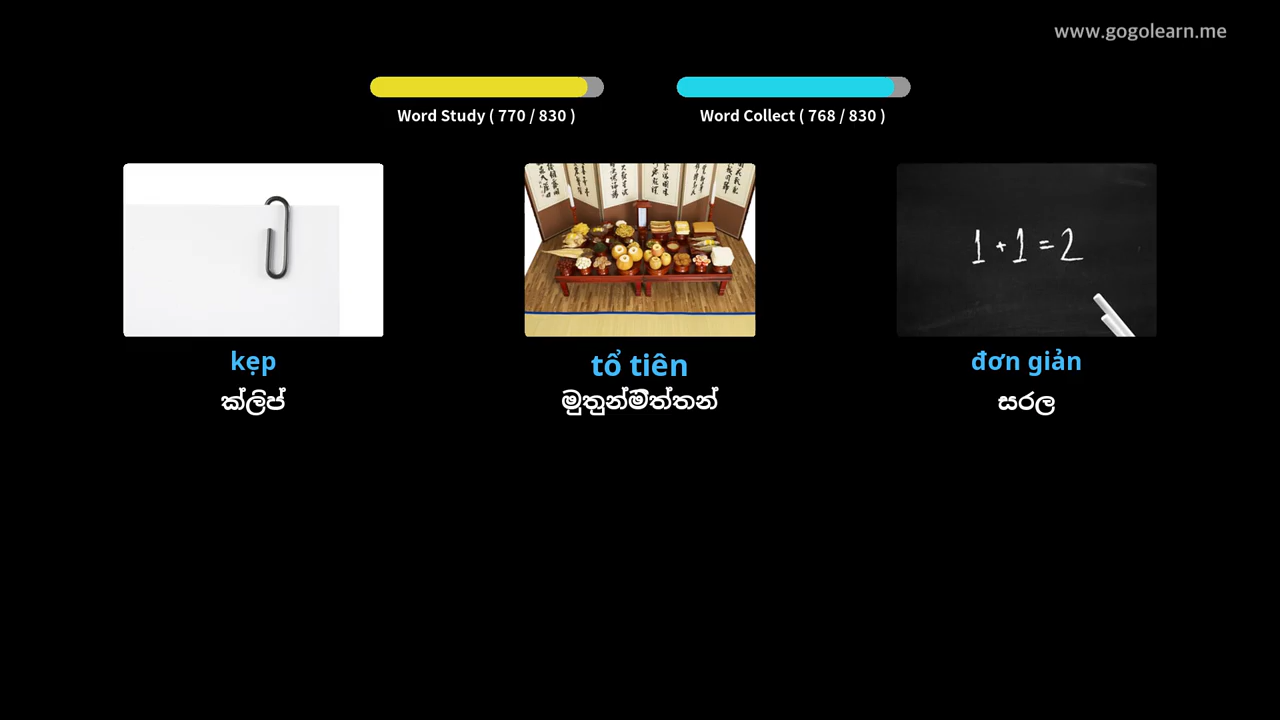 www.gogolearn.me
Word Study ( 770 / 830 )
Word Collect ( 768 / 830 )
1 + 1 = 2
kẹp
tổ tiên
đơn giản
ක්ලිප්
මුතුන්මිත්තන්
සරල